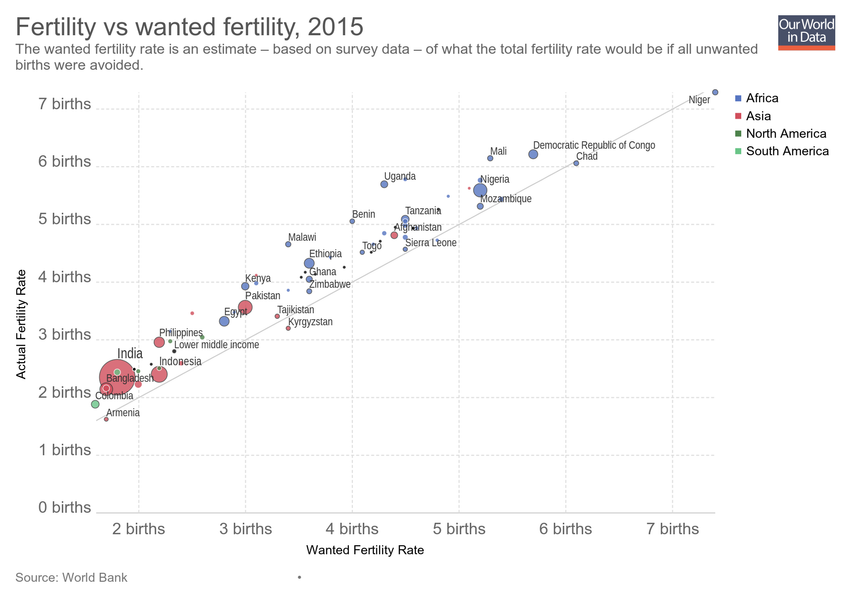 Fertility vs wanted fertility, 2015
Our World
in Data
The wanted fertility rate is an estimate – based on survey data – of what the total fertility rate would be if all unwanted
births were avoided.
7 births
6 births
5 births
4 births
3 births
2 births
1 births
0 births
Actual Fertility Rate
Niger
Democratic Republic of Congo
Mali
Chad
Uganda
Nigeria
Mozambique
Tanzania
Benin
Afghanistan
Malawi
Togo
Sierra Leone
Ethiopia
Ghana
Kenya
Zimbabwe
Pakistan
Egypt
Tajikistan
Kyrgyzstan
Philippines
Lower middle income
India
Indonesia
Bangladesh
Colombia
Armenia
2 births
3 births
4 births
5 births
6 births
7 births
Wanted Fertility Rate
Africa
Asia
North America
South America
Source: World Bank